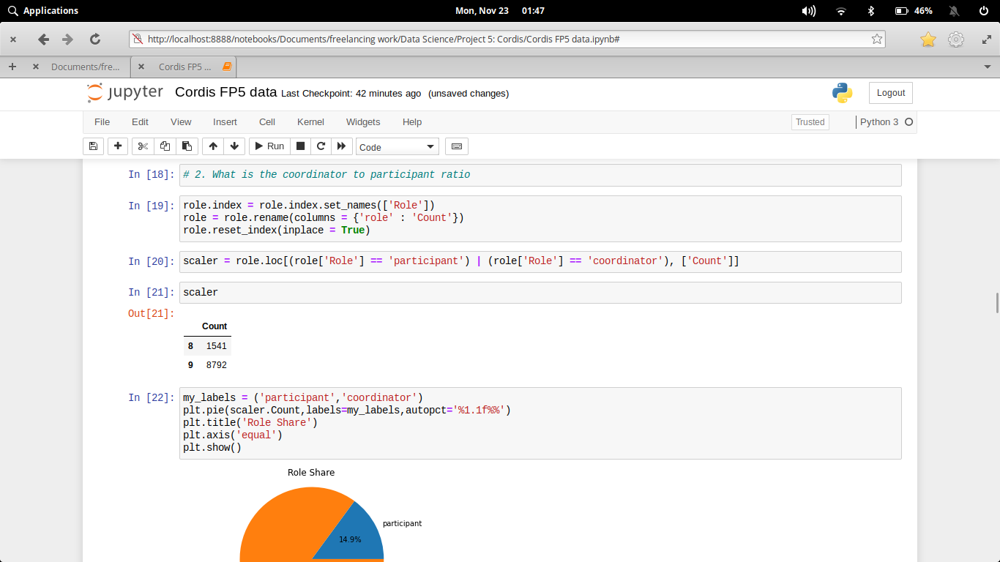 Applications
Mon, Nov 23 01:47
46%
http://localhost:8888/notebooks/Documents/freelancing work/Data Science/Project 5: Cordis/Cordis FP5 data.ipynb#
Documents/fre...
Cordis FP5 ...
jupyter Cordis FP5 data Last Checkpoint: 42 minutes ago (unsaved changes)
Logout
File Edit View Insert Cell Kernel Widgets Help
Trusted
Python 3
Run
Code
In [18]: # 2. What is the coordinator to participant ratio
In [19]: role.index = role.index.set_names(['Role'])
role = role.rename(columns = {'role' : 'Count'})
role.reset_index(inplace = True)
In [20]: scaler = role.loc[(role['Role'] == 'participant') | (role['Role'] == 'coordinator'), ['Count']]
In [21]: scaler
Out[21]:
Count
8 1541
9 8792
In [22]: my_labels = ('participant','coordinator')
plt.pie(scaler.Count,labels=my_labels,autopct='%1.1f%%')
plt.title('Role Share')
plt.axis('equal')
plt.show()
Role Share
participant
14.9%